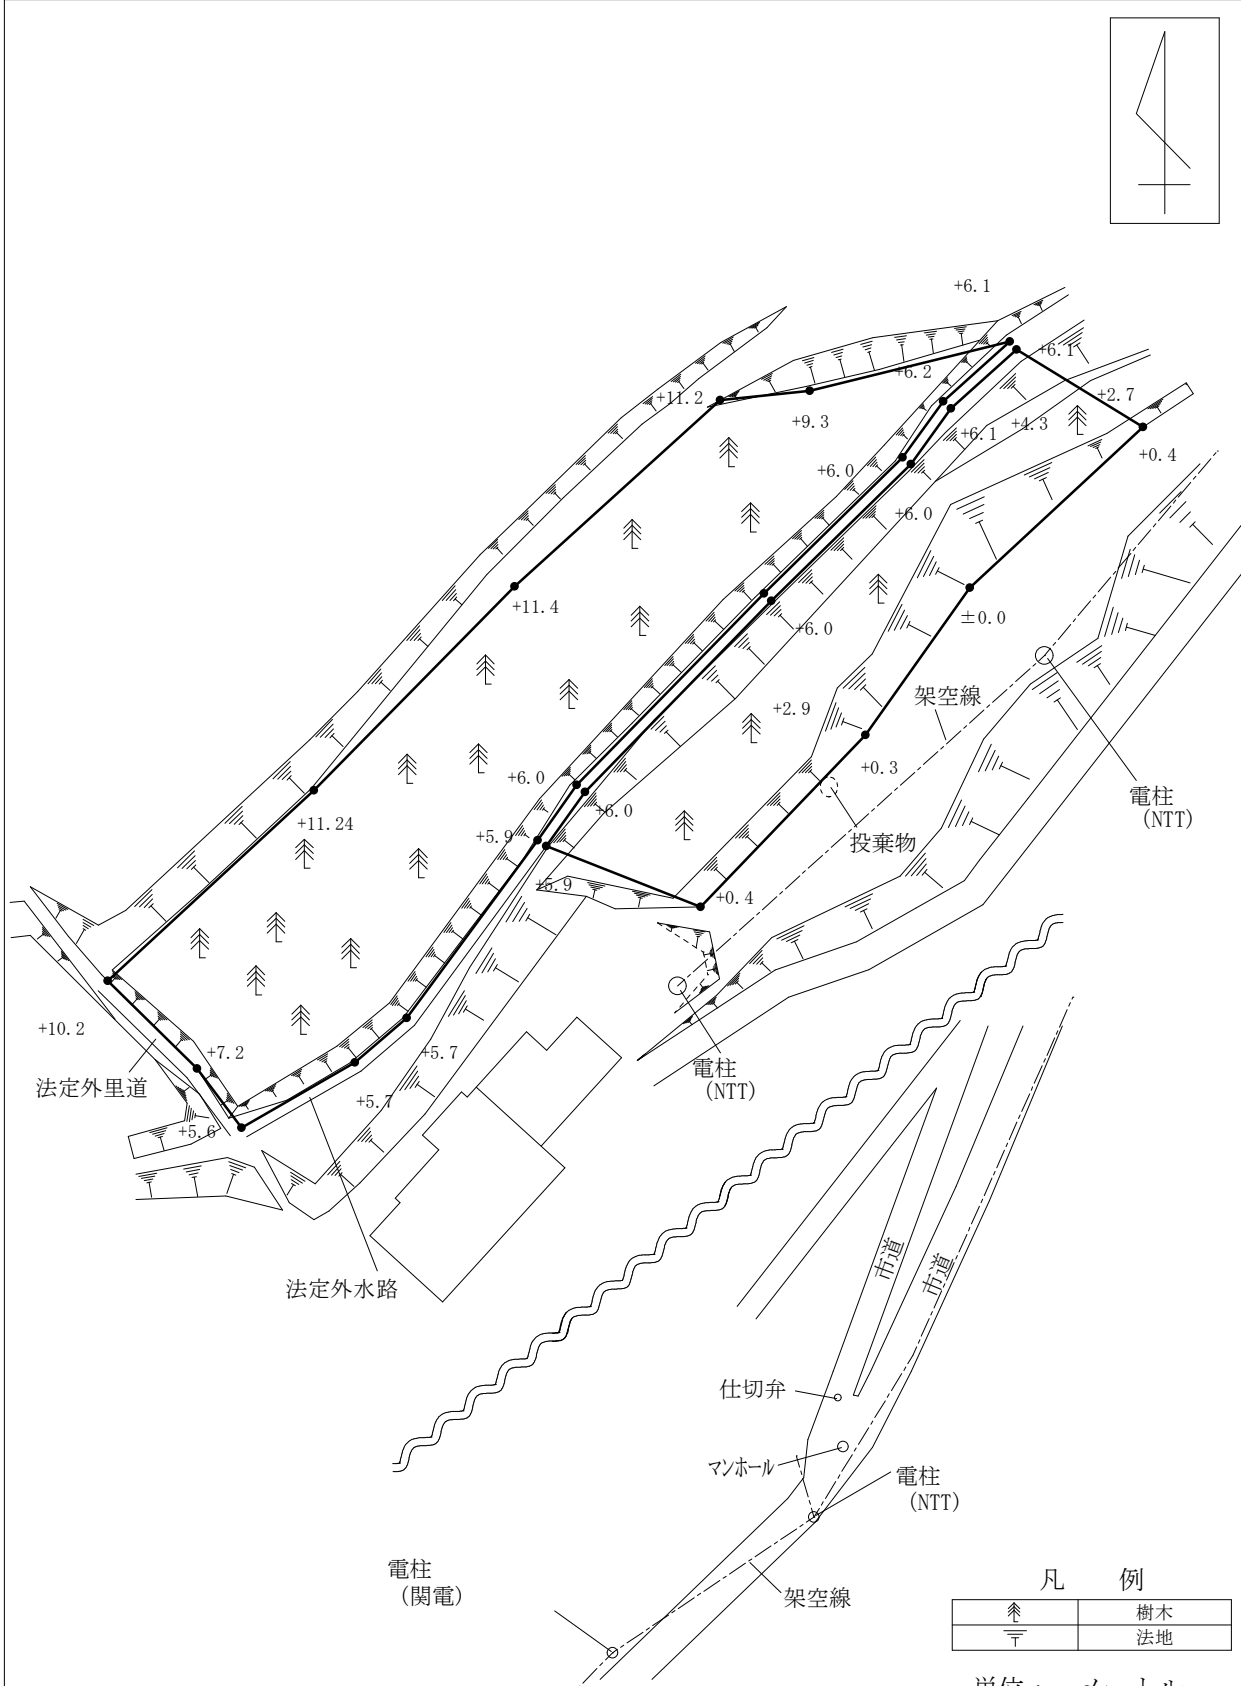 +6.1
+6.1
+6.2
+2.7
+11.2
+9.3
+4.3
+6.1
+0.4
+6.0
+6.0
+11.4
±0.0
+6.0
架空線
+2.9
+0.3
+6.0
+6.0
電柱
(NTT)
+11.24
+5.9
投棄物
+5.9
+0.4
+10.2
+7.2
+5.7
電柱
(NTT)
法定外里道
+5.7
+5.6
法定外水路
市道
市道
仕切弁
マンホール
電柱
(NTT)
電柱
(関電)
架空線
凡 例
樹木
法地